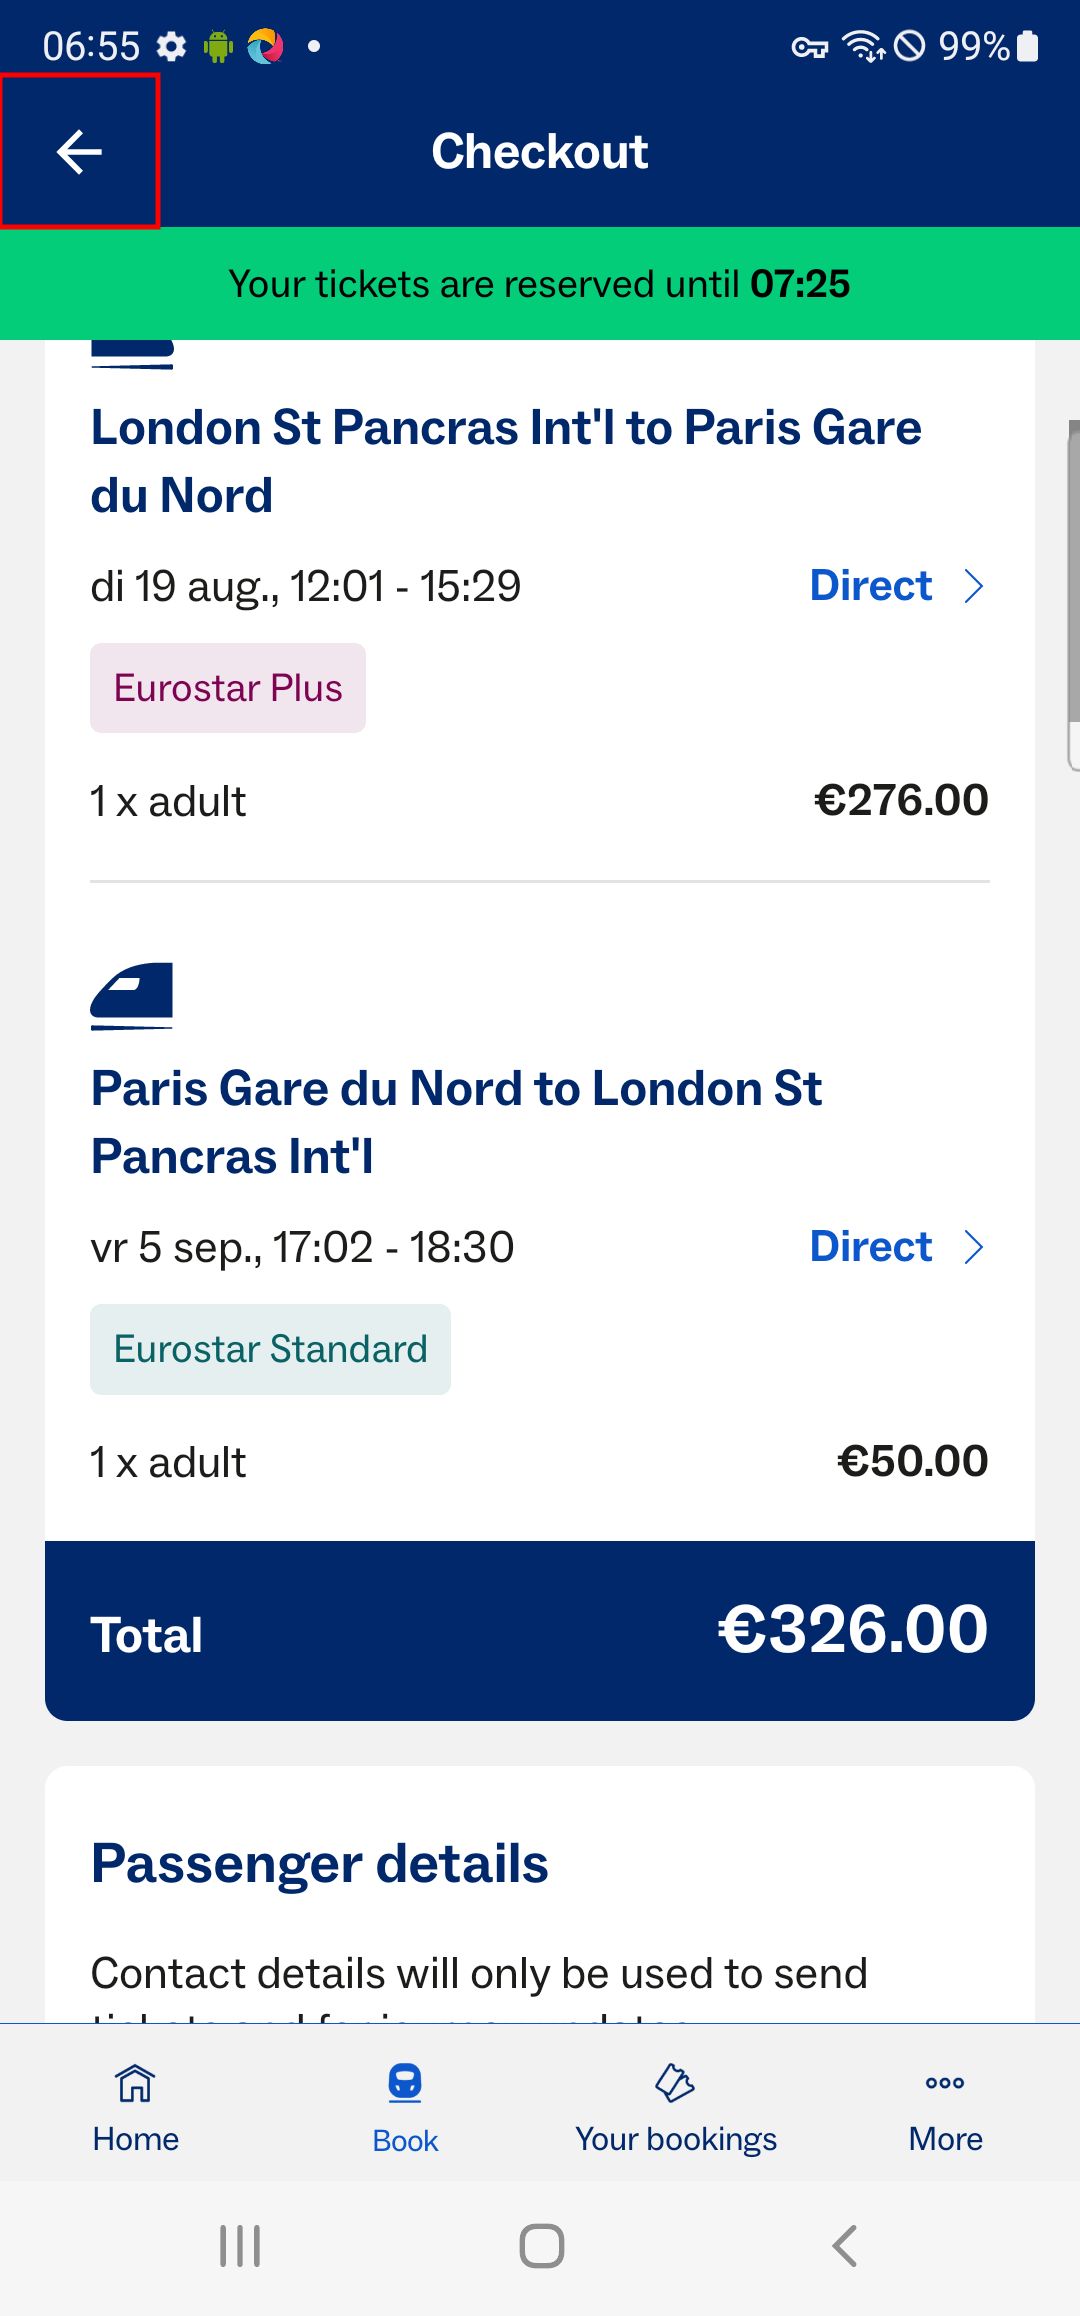 06:55
99%
Checkout
Your tickets are reserved until 07:25
London St Pancras Int'l to Paris Gare
du Nord
di 19 aug., 12:01 - 15:29
Direct
Eurostar Plus
1 x adult
€276.00
Paris Gare du Nord to London St
Pancras Int'l
vr 5 sep., 17:02 - 18:30
Direct
Eurostar Standard
1 x adult
€50.00
Total
€326.00
Passenger details
Contact details will only be used to send
Home
Book
Your bookings
More